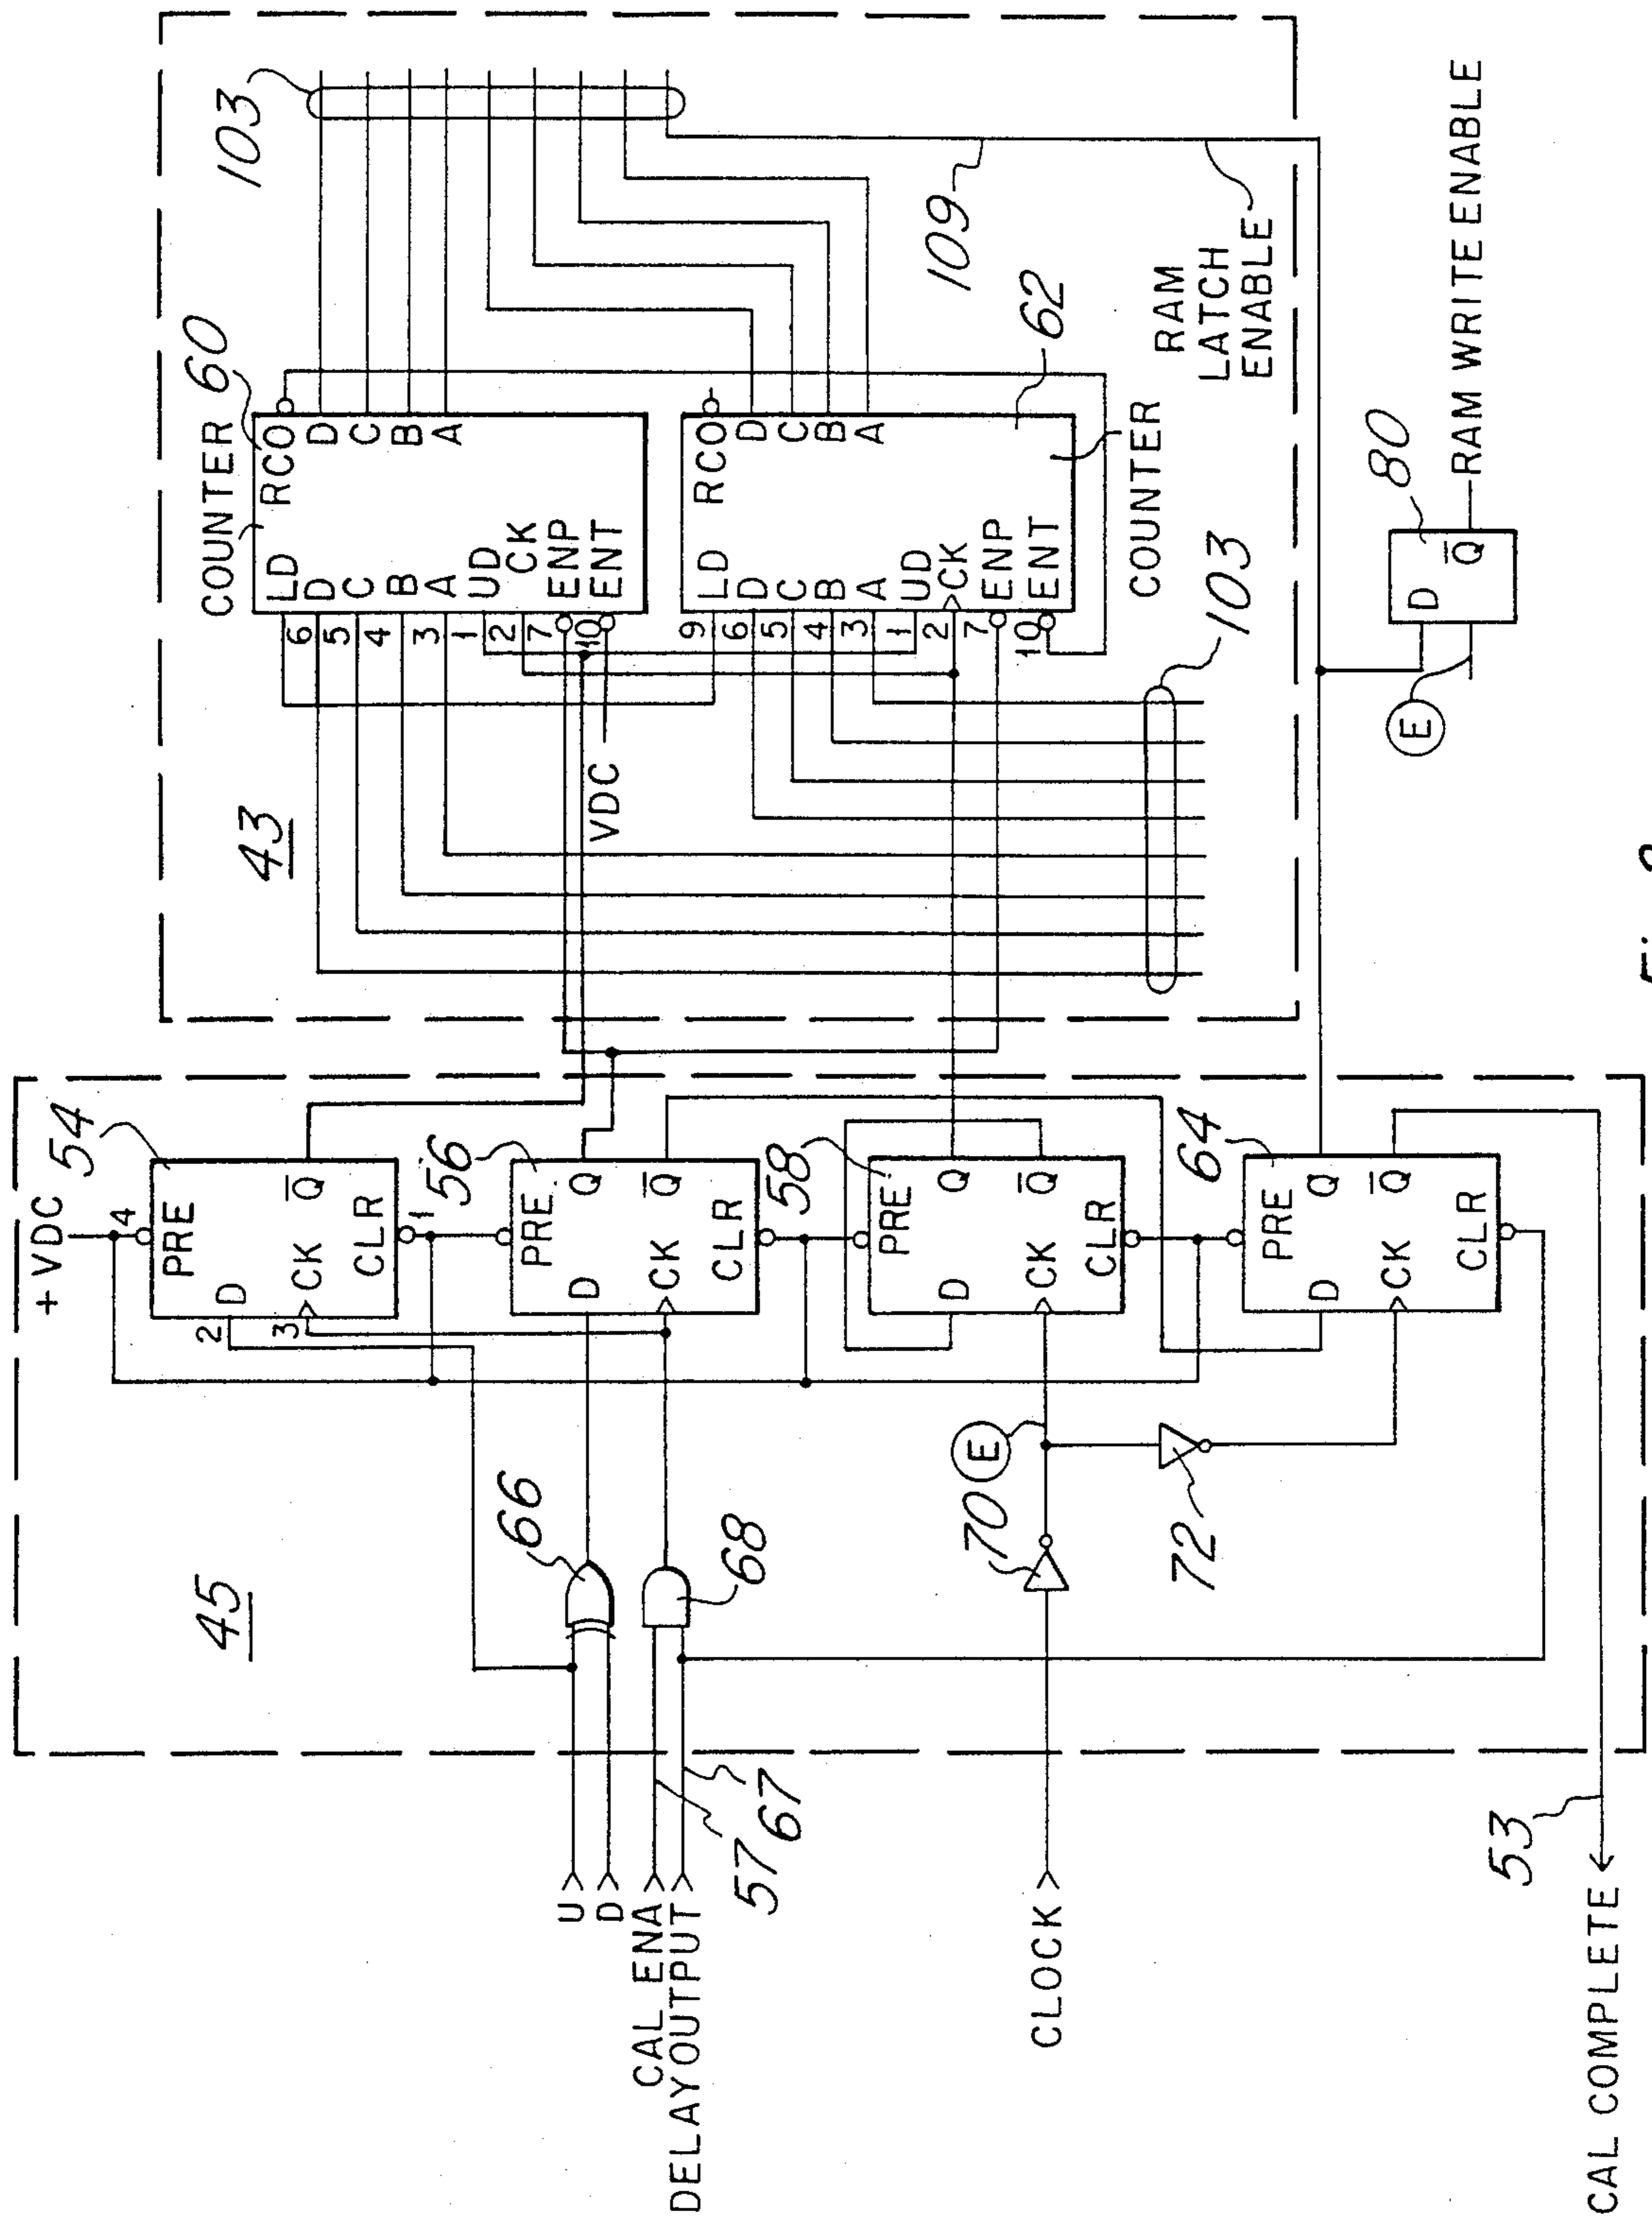 + VDC
4
54
PRE
2
D
Q
3
CK
CLR
1
56
PRE
D
Q
Q
CK
CLR
58
PRE
D
Q
Q
CK
CLR
64
PRE
D
Q
Q
CK
CLR
45
66
68
70
E
72
U
D
CAL ENA
DELAY OUTPUT
57
67
CLOCK
53
CAL COMPLETE
43
103
COUNTER
60
LD
RCO
6
D
D
5
C
C
4
B
B
3
A
A
1
UD
2
CK
7
ENP
10
ENT
VDC
9
LD
RCO
6
D
D
5
C
C
4
B
B
3
A
A
1
UD
2
CK
7
ENP
10
ENT
62
COUNTER
103
109
RAM
LATCH
ENABLE
80
D
Q
E
RAM WRITE ENABLE